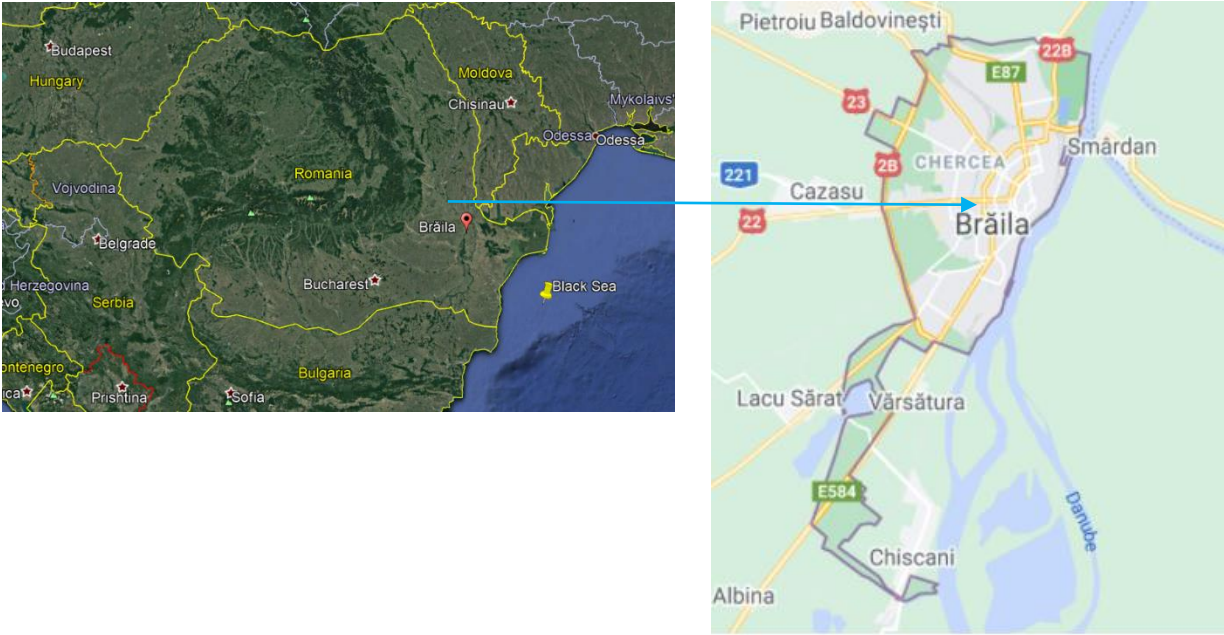 Budapest
Hungary
Moldova
Chisinau
Mykolaivs'
Odessa
Odessa
Romania
Vojvodina
Brăila
Belgrade
Bucharest
Black Sea
d Herzegovina
evo
Serbia
ontenegro
Bulgaria
ica
Prishtina
Sofia
Pietroiu Baldovinești
22B
E87
23
Smârdan
CHERCEA
2B
221
Cazasu
22
Brăila
Lacu Sărat
Vărsătura
E584
Danube
Chiscani
Albina